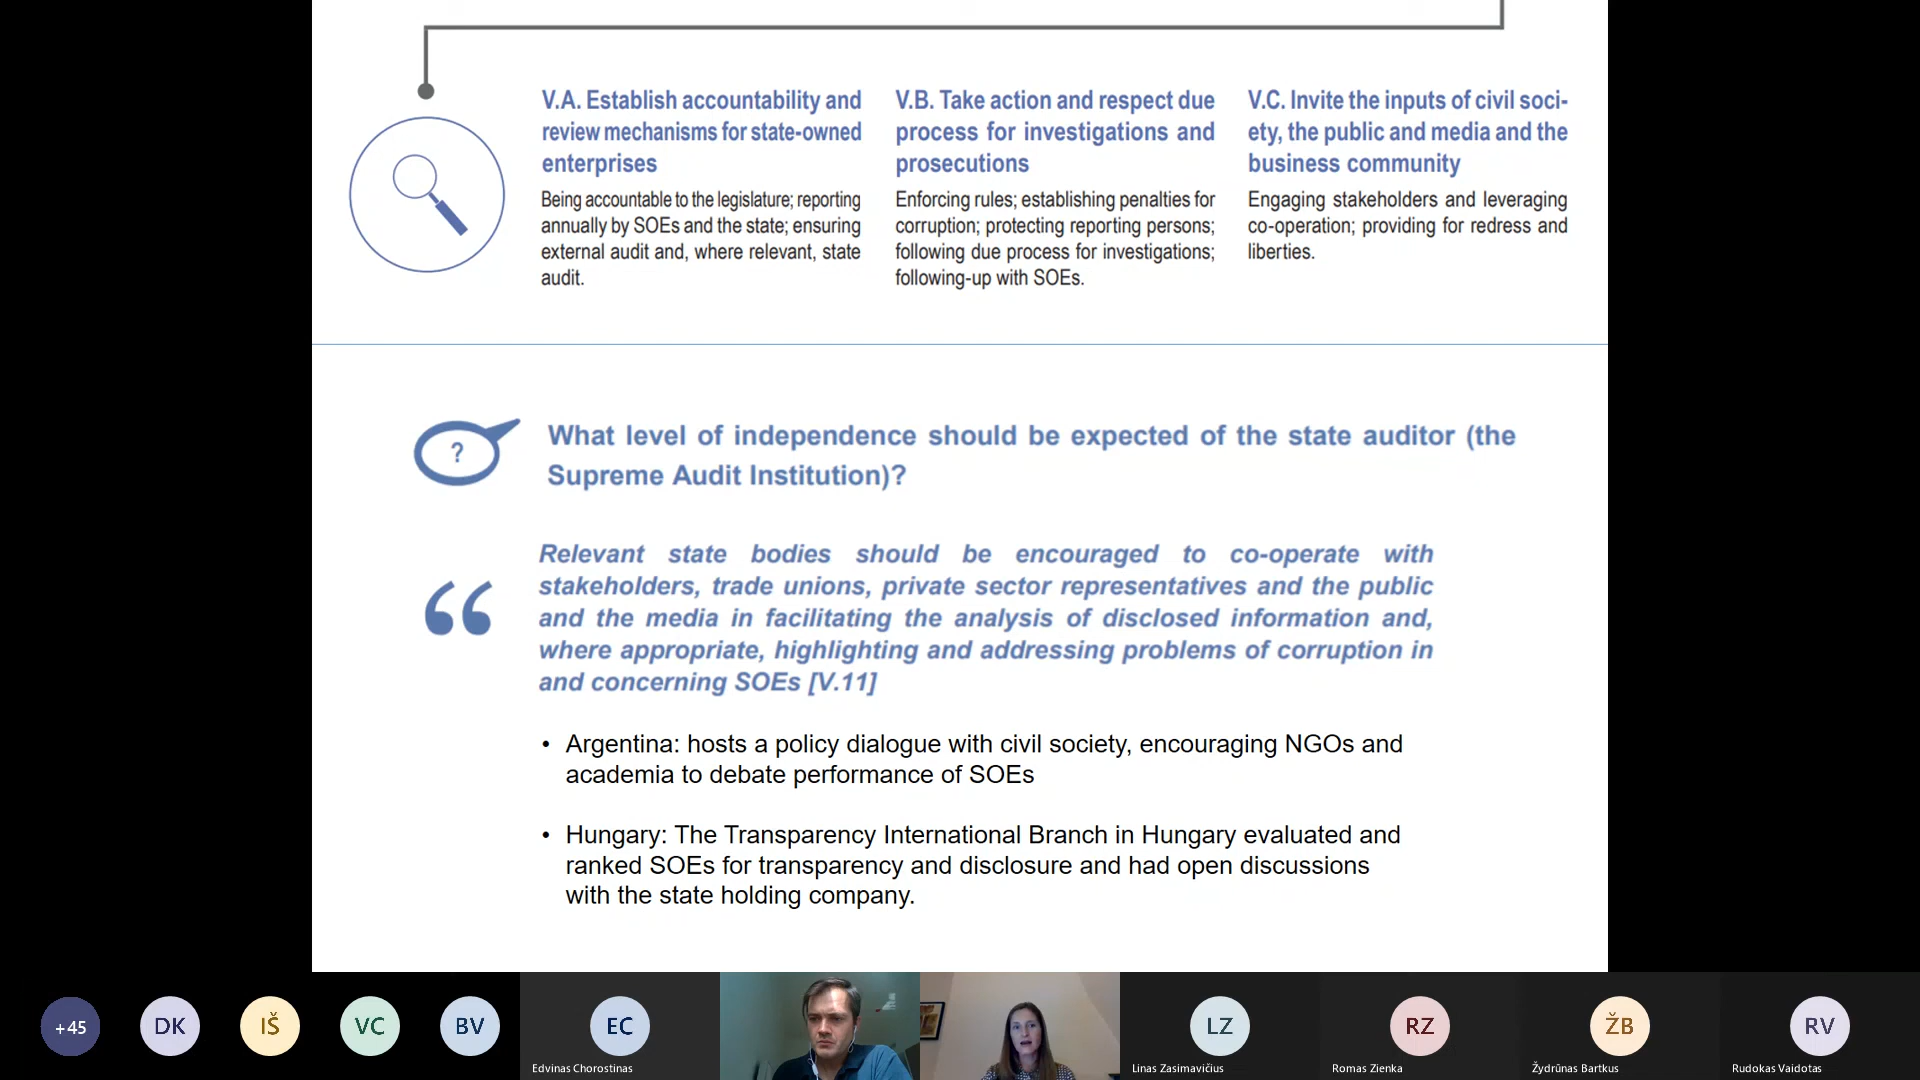 V.A. Establish accountability and
review mechanisms for state-owned
enterprises
Being accountable to the legislature; reporting
annually by SOEs and the state; ensuring
external audit and, where relevant, state
audit.
V.B. Take action and respect due
process for investigations and
prosecutions
Enforcing rules; establishing penalties for
corruption; protecting reporting persons;
following due process for investigations;
following-up with SOEs.
V.C. Invite the inputs of civil soci-
ety, the public and media and the
business community
Engaging stakeholders and leveraging
co-operation; providing for redress and
liberties.
?
What level of independence should be expected of the state auditor (the
Supreme Audit Institution)?
“
Relevant state bodies should be encouraged to co-operate with
stakeholders, trade unions, private sector representatives and the public
and the media in facilitating the analysis of disclosed information and,
where appropriate, highlighting and addressing problems of corruption in
and concerning SOEs [V.11]
• Argentina: hosts a policy dialogue with civil society, encouraging NGOs and
academia to debate performance of SOEs
• Hungary: The Transparency International Branch in Hungary evaluated and
ranked SOEs for transparency and disclosure and had open discussions
with the state holding company.
+45
DK
IŠ
VC
BV
EC
Edvinas Chorostinas
LZ
Linas Zasimavičius
RZ
Romas Zienka
ŽB
Žydrūnas Bartkus
RV
Rudokas Vaidotas